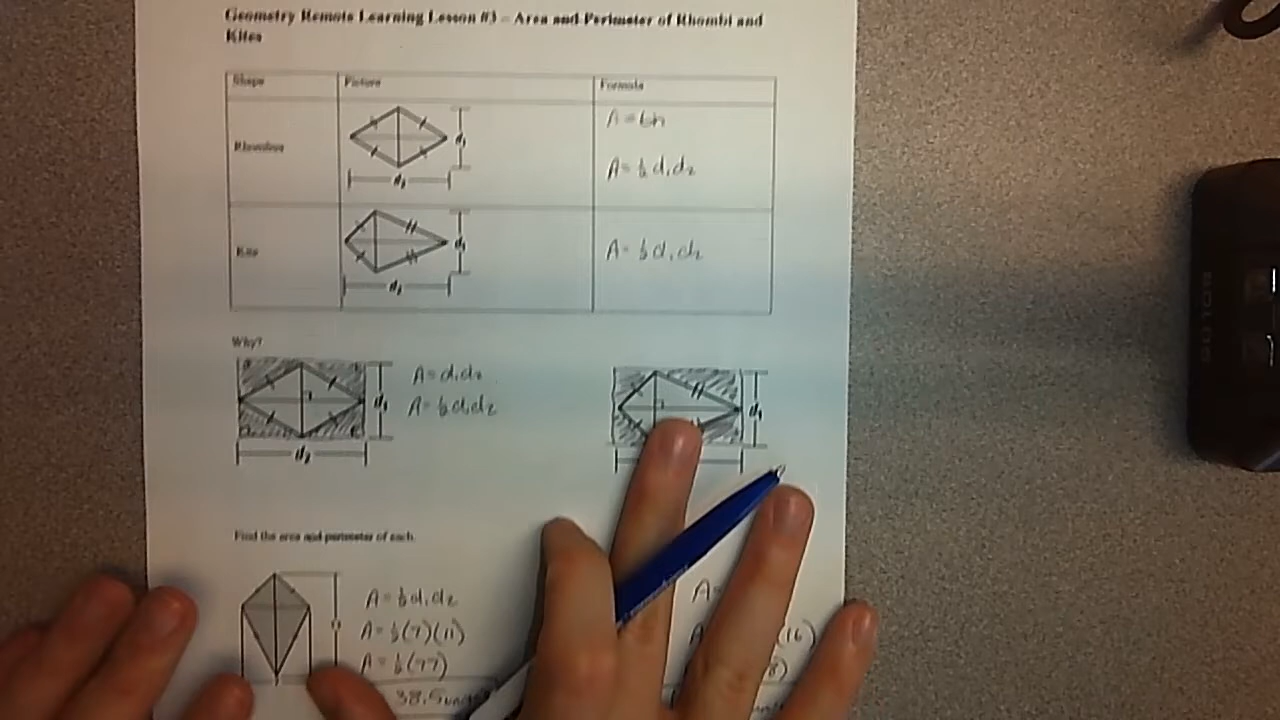 Geometry Remote Learning Lesson #3 – Area and Perimeter of Rhombi and
Kites
Shape Picture Formula
Rhombus
d₁
d₂
A = bh
A = ½ d₁d₂
Kite
d₁
d₂
A = ½ d₁d₂
Why?
d₁
d₂
A = d₁d₂
A = ½ d₁d₂
d₁
Find the area and perimeter of each.
A = ½ d₁d₂
A = ½(7)(11)
A = ½(77)
38.5
A=
(16)
8)